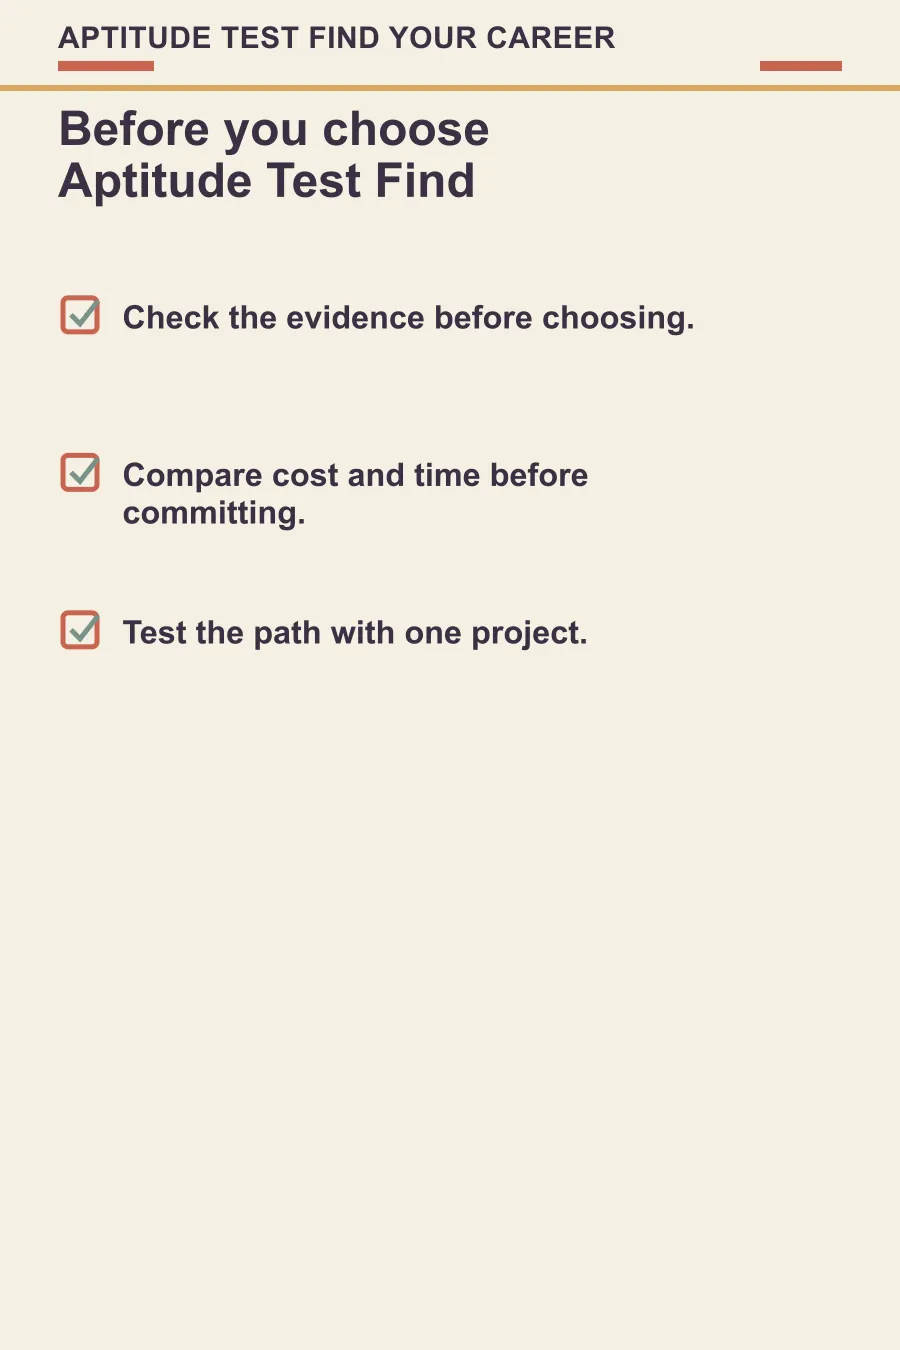 APTITUDE TEST FIND YOUR CAREER
Before you choose
Aptitude Test Find
Check the evidence before choosing.
Compare cost and time before
committing.
Test the path with one project.